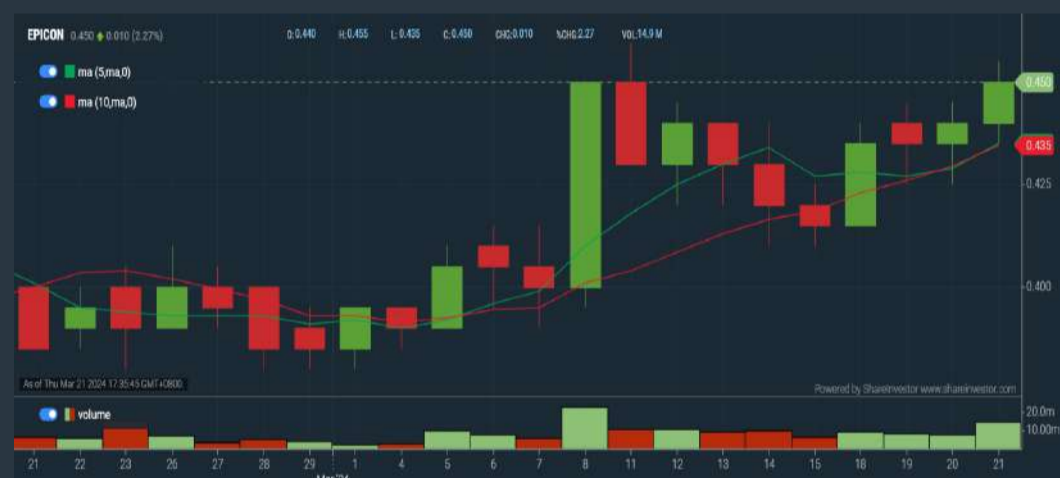 EPICON 0.450 0.010 (2.27%) O:0.440 H:0.455 L:0.435 C:0.450 CHG:0.010 %CHG:2.27 VOL:14.9 M
ma (5,ma,0)
ma (10,ma,0)
0.450
0.435
0.425
0.400
As of Thu Mar 21 2024 17:35:45 GMT+0800
Powered by ShareInvestor www.shareinvestor.com
volume
20.0m
10.00m
21 22 23 26 27 28 29 1 4 5 6 7 8 11 12 13 14 15 18 19 20 21